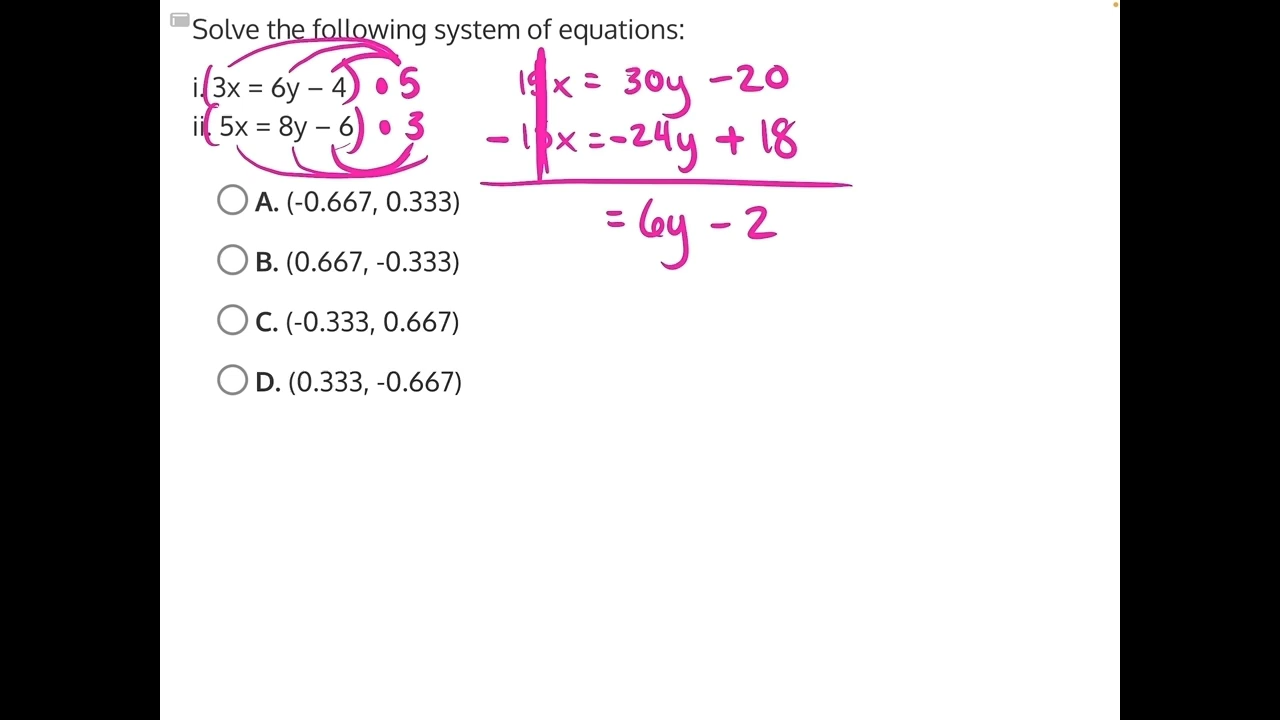 Solve the following system of equations:
i. (3x = 6y – 4) • 5
ii. (5x = 8y – 6) • 3
A. (-0.667, 0.333)
B. (0.667, -0.333)
C. (-0.333, 0.667)
D. (0.333, -0.667)
15x = 30y - 20
- 15x = -24y + 18
= 6y - 2